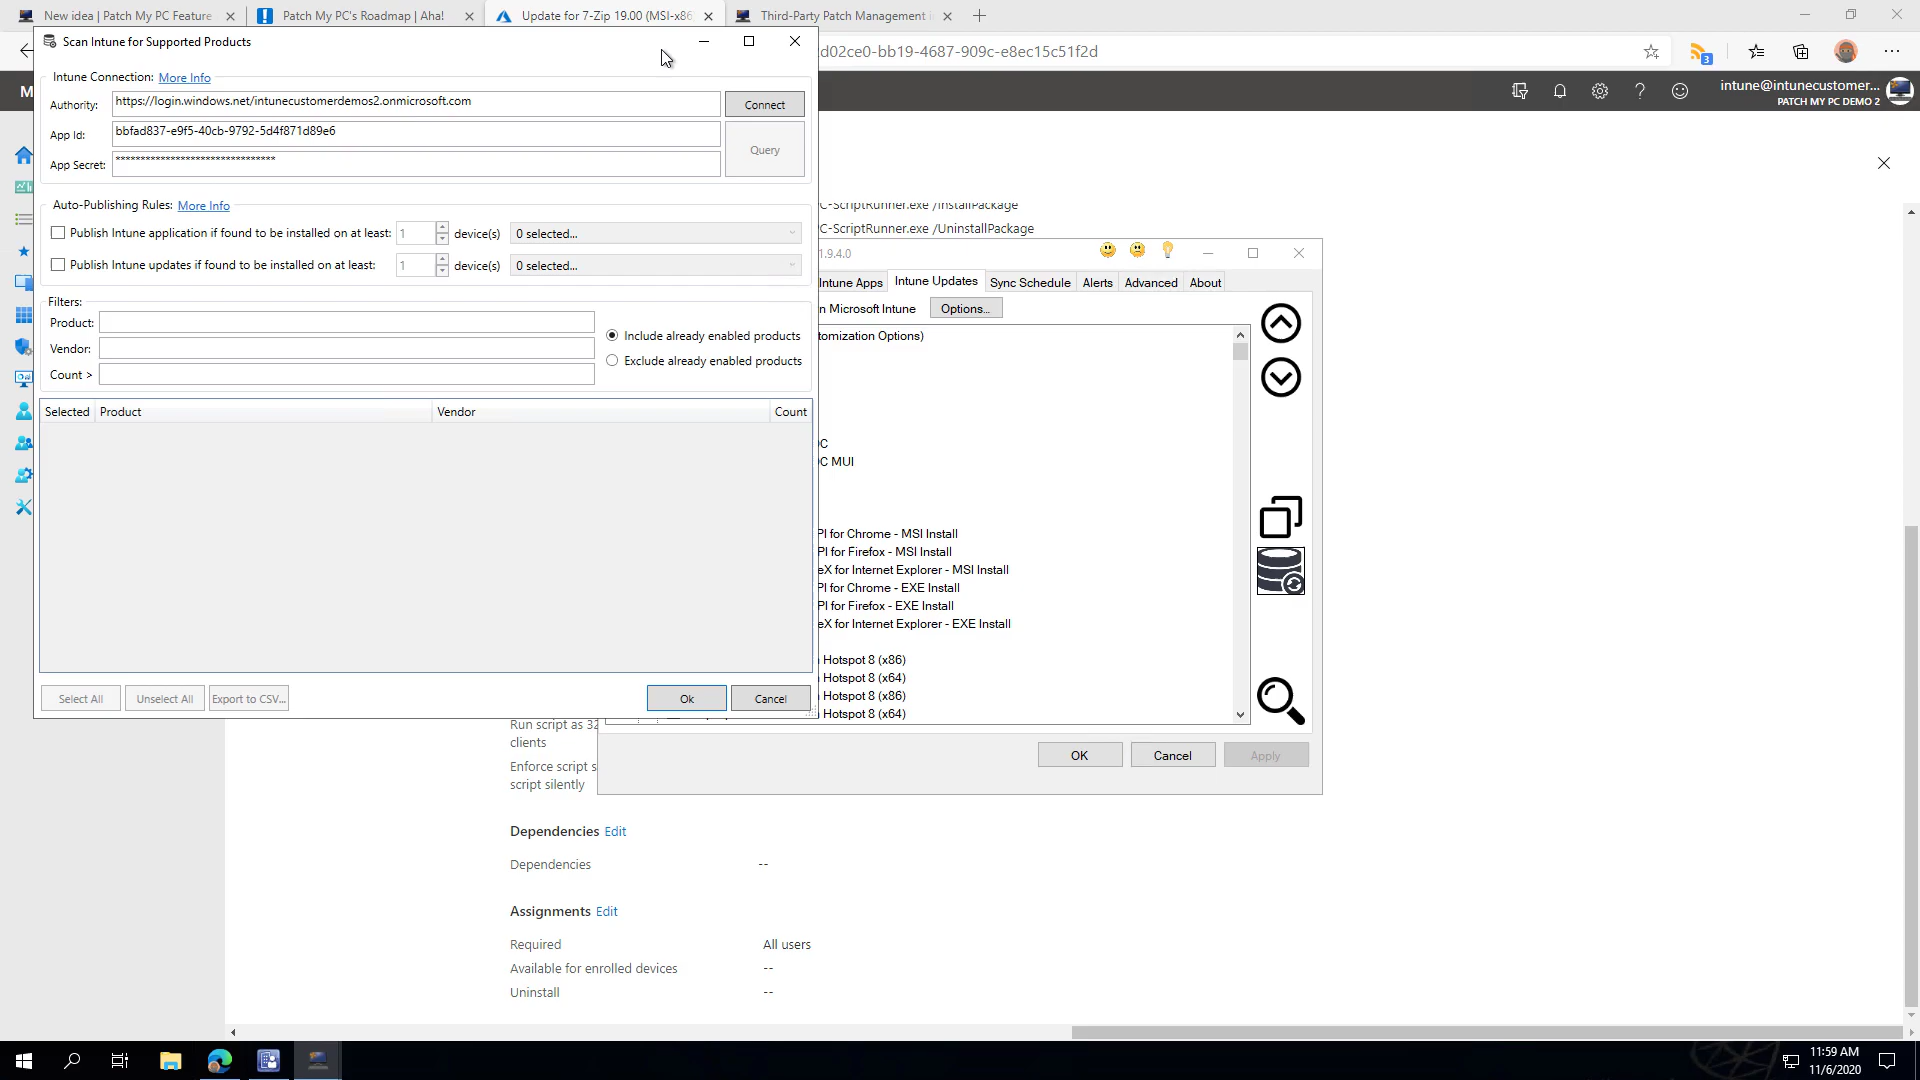 New idea | Patch My PC Feature
Patch My PC's Roadmap | Aha!
Update for 7-Zip 19.00 (MSI-x86
Third-Party Patch Management i
Scan Intune for Supported Products
d02ce0-bb19-4687-909c-e8ec15c51f2d
3
M
intune@intunecustomer...
PATCH MY PC DEMO 2
Intune Connection: More Info
Authority: https://login.windows.net/intunecustomerdemos2.onmicrosoft.com Connect
App Id: bbfad837-e9f5-40cb-9792-5d4f871d89e6
App Secret: ******************************** Query
Auto-Publishing Rules: More Info
Publish Intune application if found to be installed on at least: 1 device(s) 0 selected...
Publish Intune updates if found to be installed on at least: 1 device(s) 0 selected...
Filters:
Product:
Vendor:
Count >
Include already enabled products
Exclude already enabled products
Selected Product Vendor Count
Select All Unselect All Export to CSV... Ok Cancel
C-ScriptRunner.exe /InstallPackage
C-ScriptRunner.exe /UninstallPackage
1.9.4.0
Intune Apps Intune Updates Sync Schedule Alerts Advanced About
n Microsoft Intune Options...
tomization Options)
C
C MUI
PI for Chrome - MSI Install
PI for Firefox - MSI Install
eX for Internet Explorer - MSI Install
PI for Chrome - EXE Install
PI for Firefox - EXE Install
eX for Internet Explorer - EXE Install
Hotspot 8 (x86)
Hotspot 8 (x64)
Hotspot 8 (x86)
Hotspot 8 (x64)
OK Cancel Apply
Run script as 32
clients
Enforce script s
script silently
Dependencies Edit
Dependencies --
Assignments Edit
Required All users
Available for enrolled devices --
Uninstall --
11:59 AM
11/6/2020